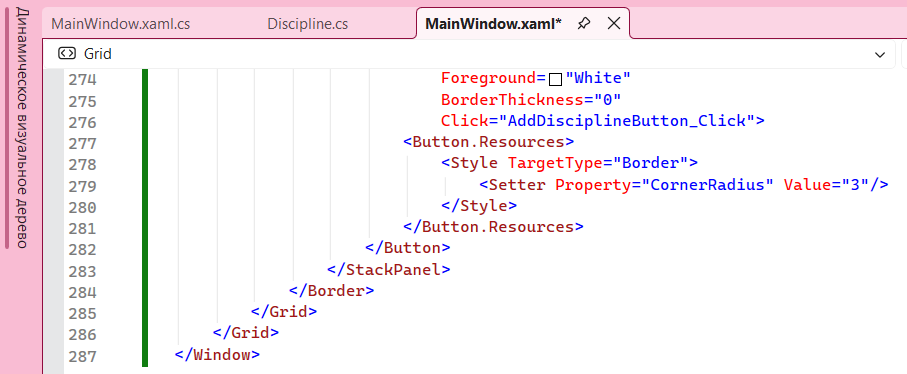 Динамическое визуальное дерево
MainWindow.xaml.cs Discipline.cs MainWindow.xaml*
Grid
274 Foreground="White"
275 BorderThickness="0"
276 Click="AddDisciplineButton_Click">
277 <Button.Resources>
278 <Style TargetType="Border">
279 <Setter Property="CornerRadius" Value="3"/>
280 </Style>
281 </Button.Resources>
282 </Button>
283 </StackPanel>
284 </Border>
285 </Grid>
286 </Grid>
287 </Window>